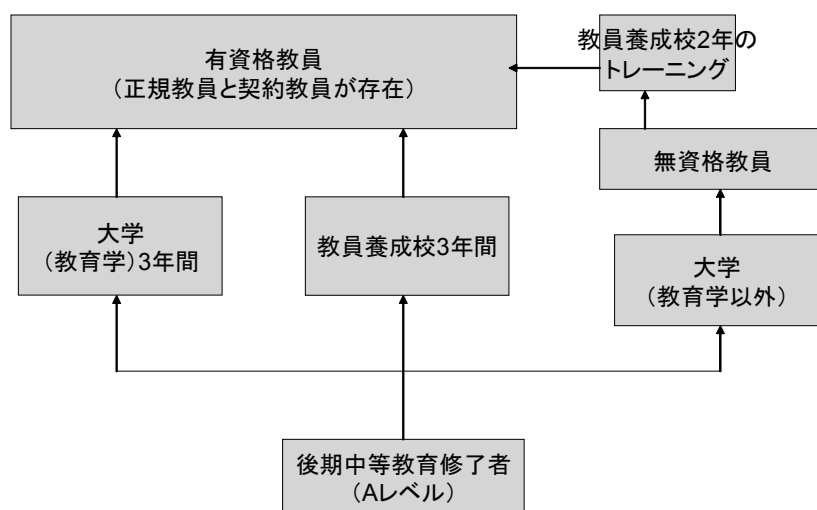 有資格教員
（正規教員と契約教員が存在）
教員養成校2年の
トレーニング
無資格教員
大学
（教育学）3年間
教員養成校3年間
大学
（教育学以外）
後期中等教育修了者
（Aレベル）